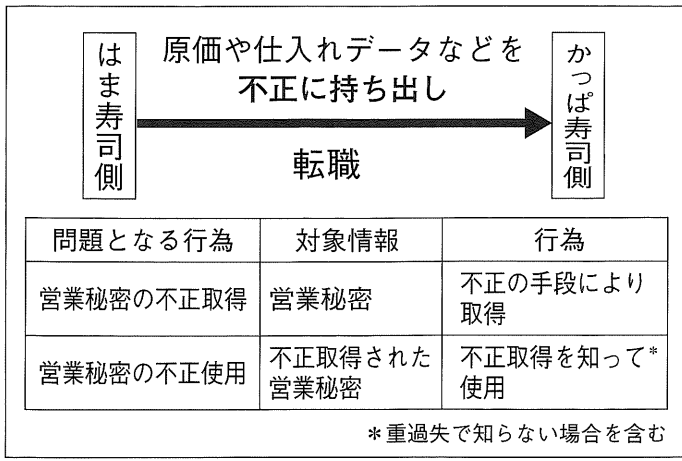 はま寿司側
原価や仕入れデータなどを
不正に持ち出し
転職
かっぱ寿司側
問題となる行為 対象情報 行為
営業秘密の不正取得 営業秘密 不正の手段により
取得
営業秘密の不正使用 不正取得された
営業秘密 不正取得を知って*
使用
*重過失で知らない場合を含む